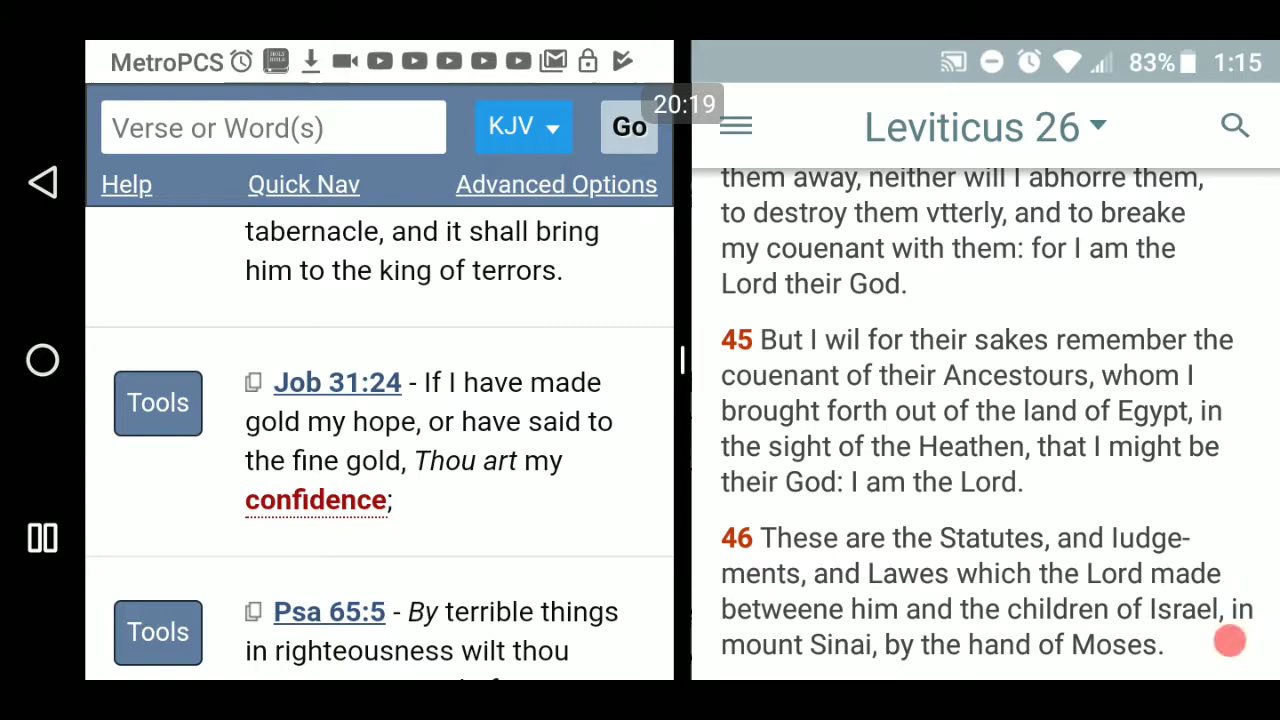 MetroPCS
Verse or Word(s)
KJV
Go
Help
Quick Nav
Advanced Options
tabernacle, and it shall bring
him to the king of terrors.
Tools
Job 31:24 - If I have made
gold my hope, or have said to
the fine gold, Thou art my
confidence;
Tools
Psa 65:5 - By terrible things
in righteousness wilt thou
20:19
83%
1:15
Leviticus 26
them away, neither will I abhorre them,
to destroy them vtterly, and to breake
my couenant with them: for I am the
Lord their God.
45 But I wil for their sakes remember the
couenant of their Ancestours, whom I
brought forth out of the land of Egypt, in
the sight of the Heathen, that I might be
their God: I am the Lord.
46 These are the Statutes, and Iudge-
ments, and Lawes which the Lord made
betweene him and the children of Israel, in
mount Sinai, by the hand of Moses.